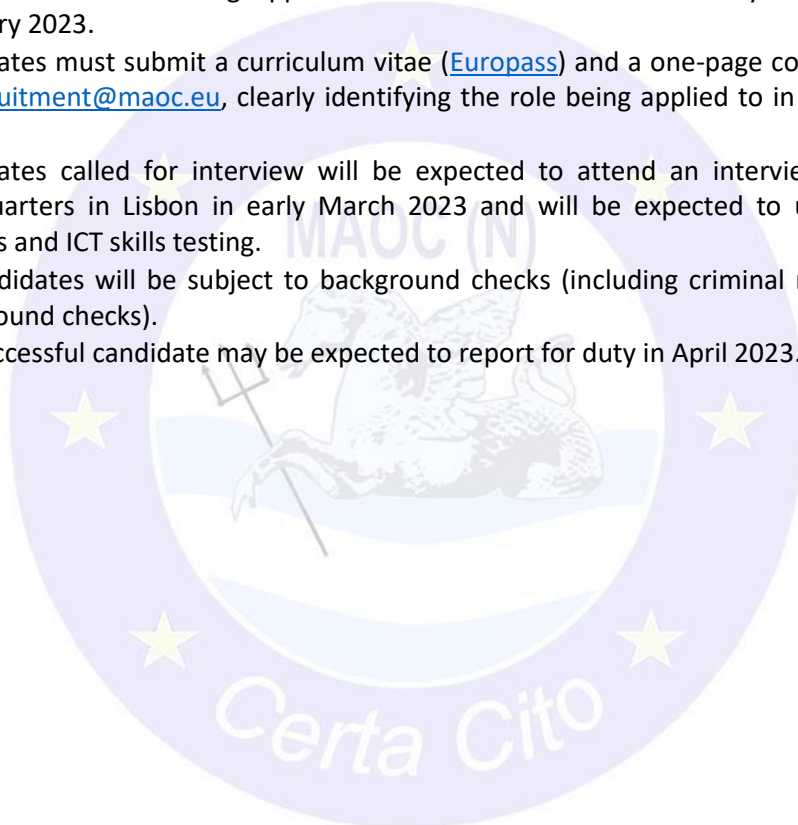 ry 2023.
ates must submit a curriculum vitae (Europass) and a one-page co
uitment@maoc.eu, clearly identifying the role being applied to in
ates called for interview will be expected to attend an intervie
uarters in Lisbon in early March 2023 and will be expected to u
s and ICT skills testing.
didates will be subject to background checks (including criminal
ound checks).
ccessful candidate may be expected to report for duty in April 2023.
MAOC (N)
Certa Cito